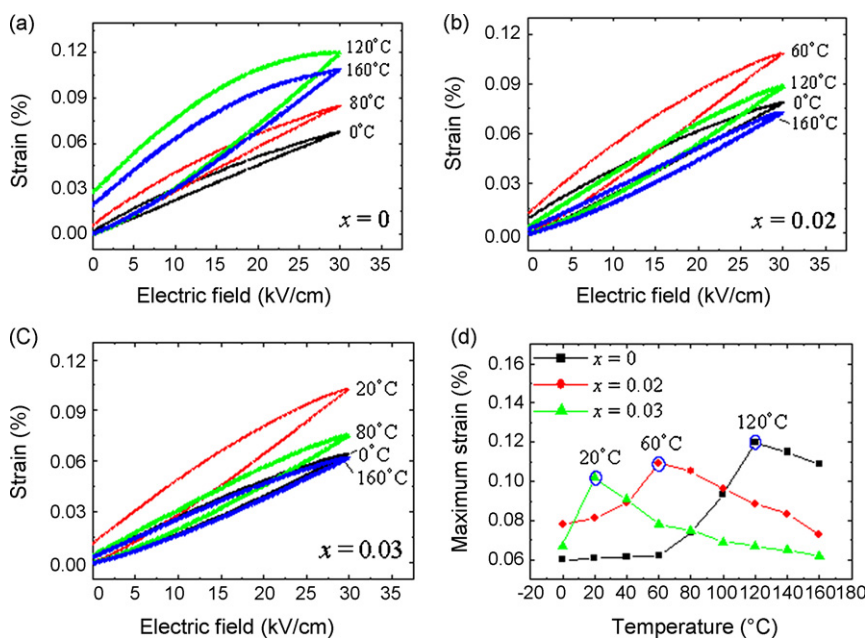 (a)
Strain (%)
0.12
0.09
0.06
0.03
0.00
120°C
160°C
80°C
0°C
x = 0
0 5 10 15 20 25 30 35
Electric field (kV/cm)
(b)
Strain (%)
0.12
0.09
0.06
0.03
0.00
60°C
120°C
0°C
160°C
x = 0.02
0 5 10 15 20 25 30 35
Electric field (kV/cm)
(C)
Strain (%)
0.12
0.09
0.06
0.03
0.00
20°C
80°C
0°C
160°C
x = 0.03
0 5 10 15 20 25 30 35
Electric field (kV/cm)
(d)
Maximum strain (%)
0.16
0.14
0.12
0.10
0.08
0.06
x = 0
x = 0.02
x = 0.03
20°C
60°C
120°C
-20 0 20 40 60 80 100 120 140 160 180
Temperature (°C)